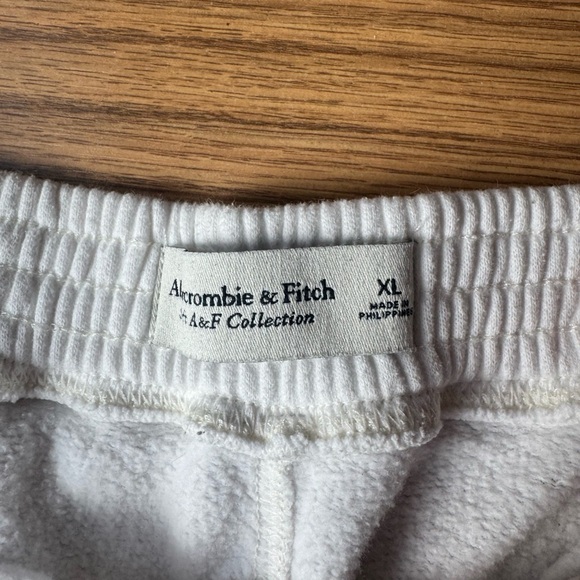 Abercrombie & Fitch
A&F Collection
XL
MADE IN
PHILIPPINES